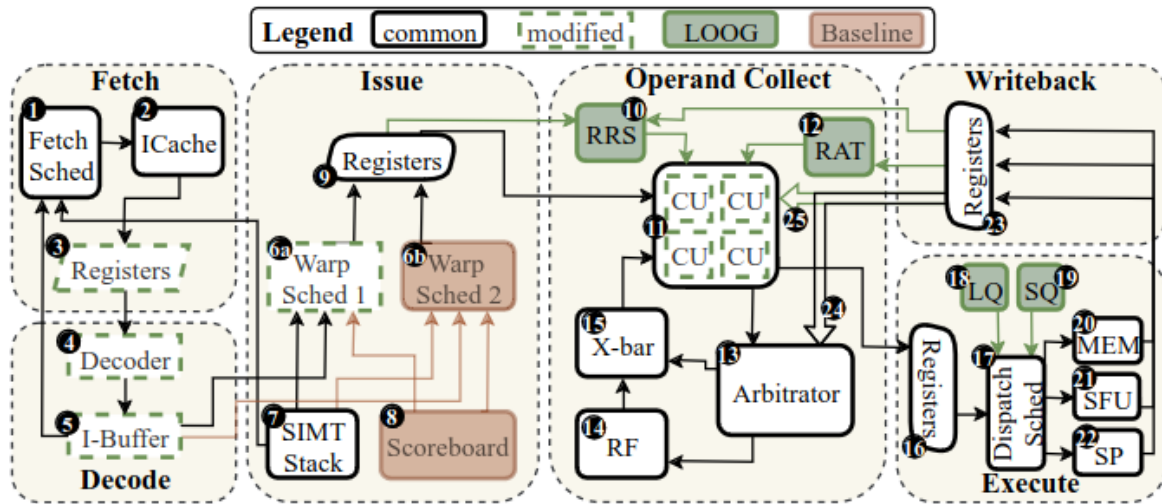 Legend common modified LOOG Baseline
Fetch
1
Fetch
Sched
2
ICache
3
Registers
4
Decoder
5
I-Buffer
Decode
Issue
9
Registers
6a
Warp
Sched 1
6b
Warp
Sched 2
7
SIMT
Stack
8
Scoreboard
Operand Collect
10
RRS
12
RAT
11
CU CU
CU CU
25
24
15
X-bar
13
Arbitrator
14
RF
Writeback
Registers
23
18
LQ
19
SQ
Registers
16
17
Dispatch
Sched
20
MEM
21
SFU
22
SP
Execute